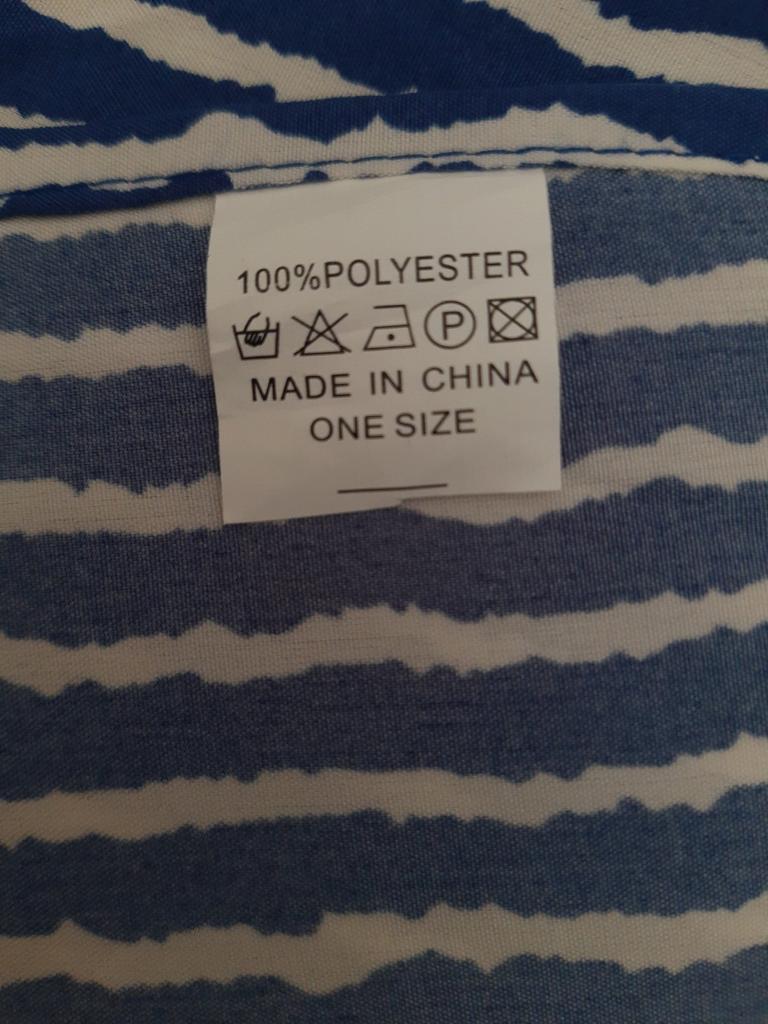 100%POLYESTER
P
MADE IN CHINA
ONE SIZE